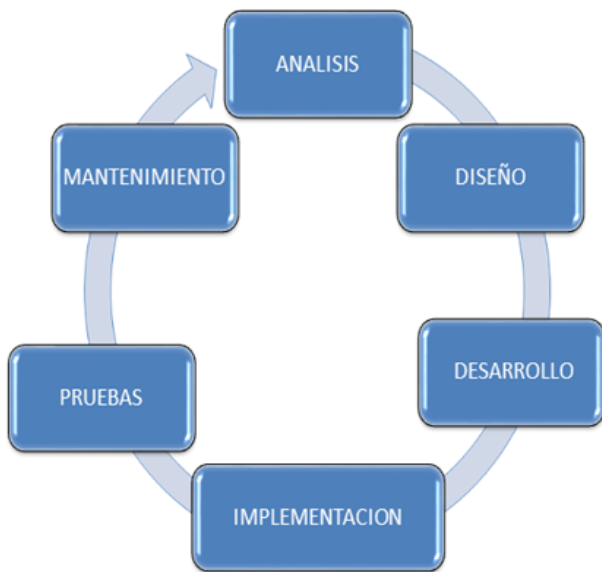 ANALISIS
DISEÑO
DESARROLLO
IMPLEMENTACION
PRUEBAS
MANTENIMIENTO